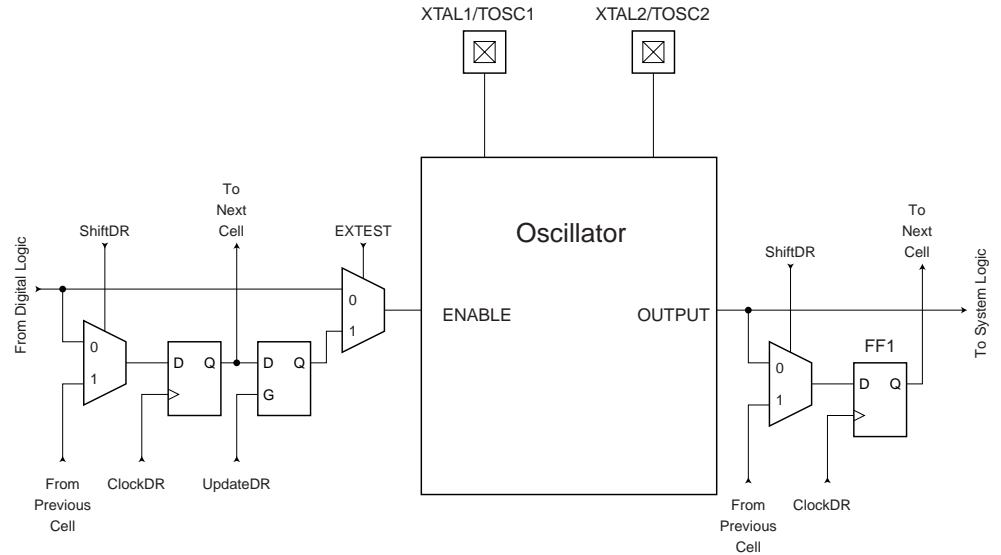 XTAL1/TOSC1
XTAL2/TOSC2
From Digital Logic
ShiftDR
To
Next
Cell
EXTEST
0
1
D
Q
D
Q
G
0
1
From
Previous
Cell
ClockDR
UpdateDR
Oscillator
ENABLE
OUTPUT
ShiftDR
To
Next
Cell
0
1
FF1
D
Q
From
Previous
Cell
ClockDR
To System Logic